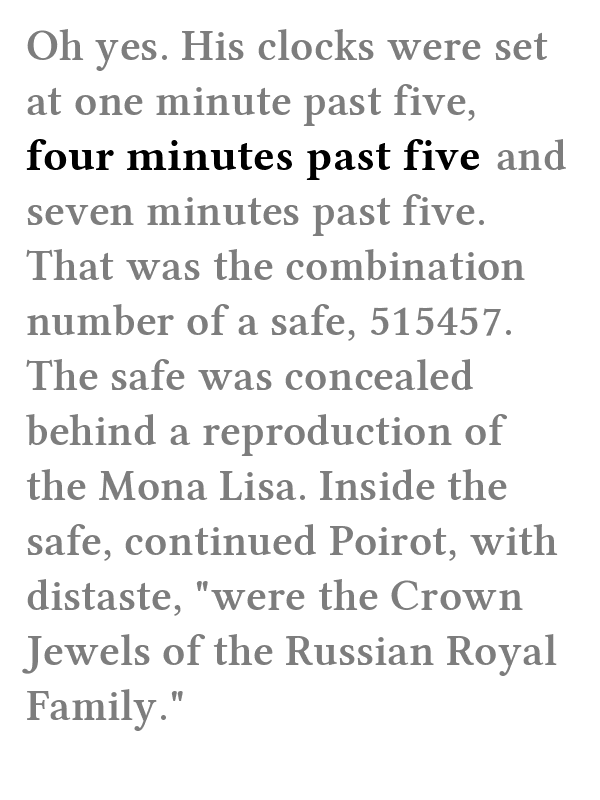 Oh yes. His clocks were set
at one minute past five,
four minutes past five and
seven minutes past five.
That was the combination
number of a safe, 515457.
The safe was concealed
behind a reproduction of
the Mona Lisa. Inside the
safe, continued Poirot, with
distaste, "were the Crown
Jewels of the Russian Royal
Family."